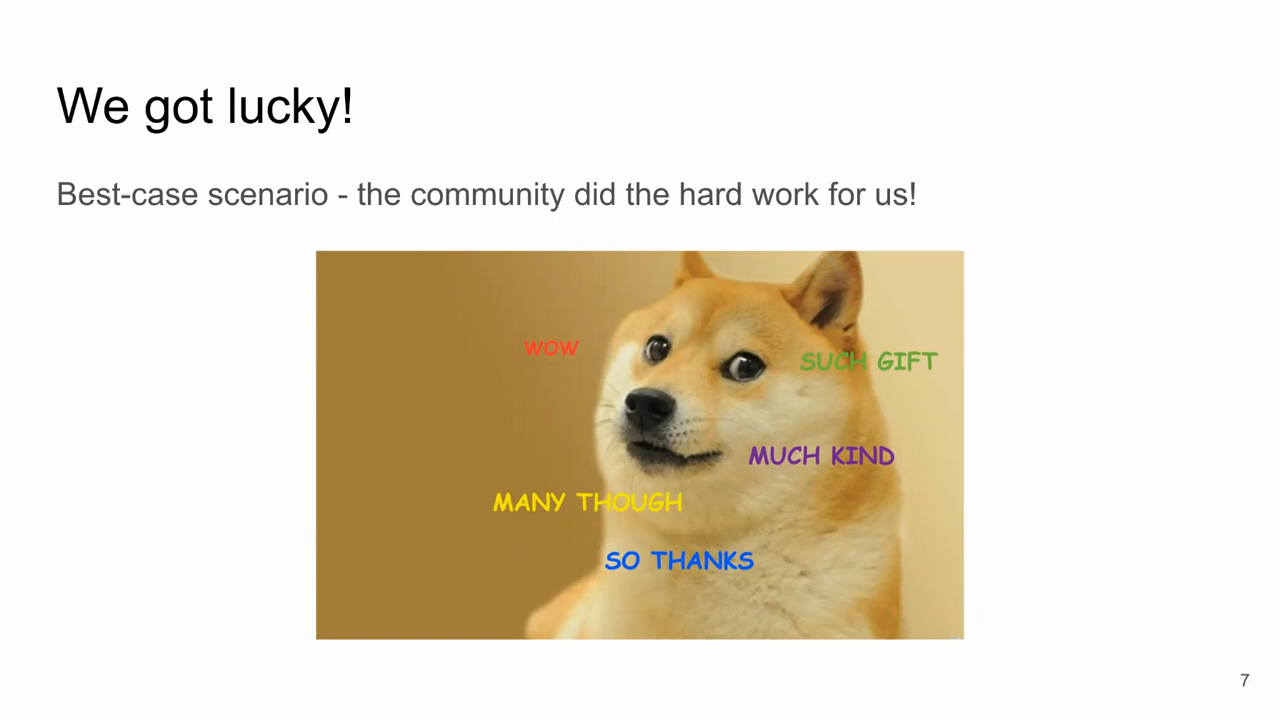 We got lucky!
Best-case scenario - the community did the hard work for us!
WOW
SUCH GIFT
MUCH KIND
MANY THOUGH
SO THANKS
7